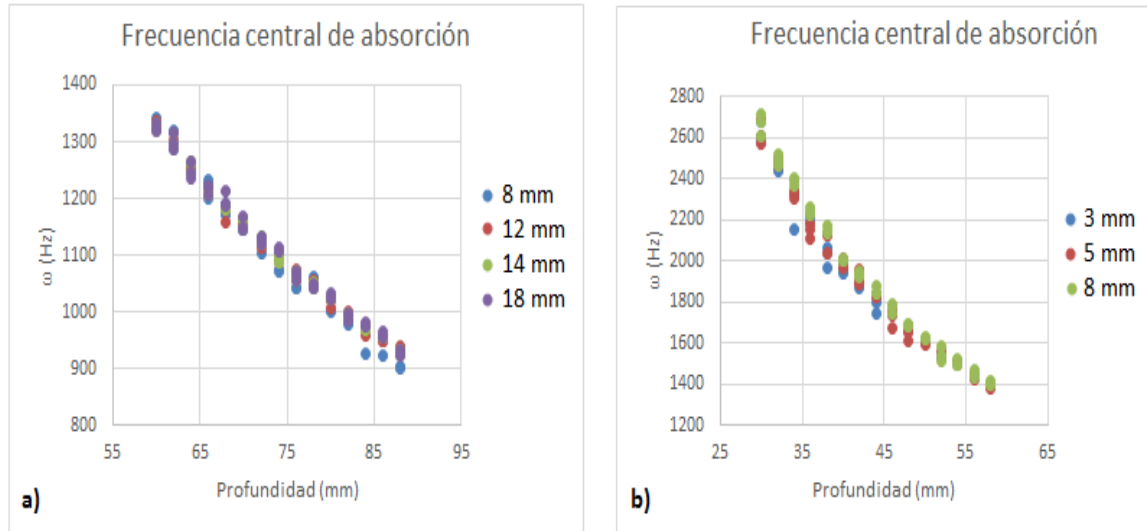 Frecuencia central de absorción
1400
1300
1200
1100
1000
900
800
ω (Hz)
55
65
75
85
95
Profundidad (mm)
8 mm
12 mm
14 mm
18 mm
a)
Frecuencia central de absorción
2800
2600
2400
2200
2000
1800
1600
1400
1200
ω (Hz)
25
35
45
55
65
Profundidad (mm)
3 mm
5 mm
8 mm
b)